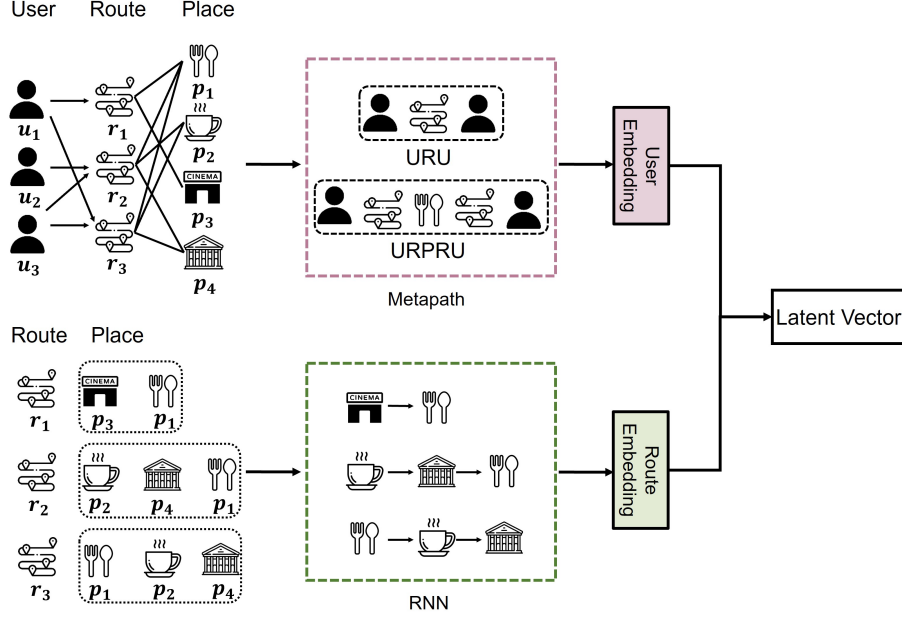 User Route Place
p1
u1
r1
p2
CINEMA
u2
r2
p3
u3
r3
p4
URU
URPRU
Metapath
User
Embedding
Latent Vector
Route Place
CINEMA
r1
p3 p1
r2
p2 p4 p1
r3
p1 p2 p4
CINEMA
RNN
Route
Embedding